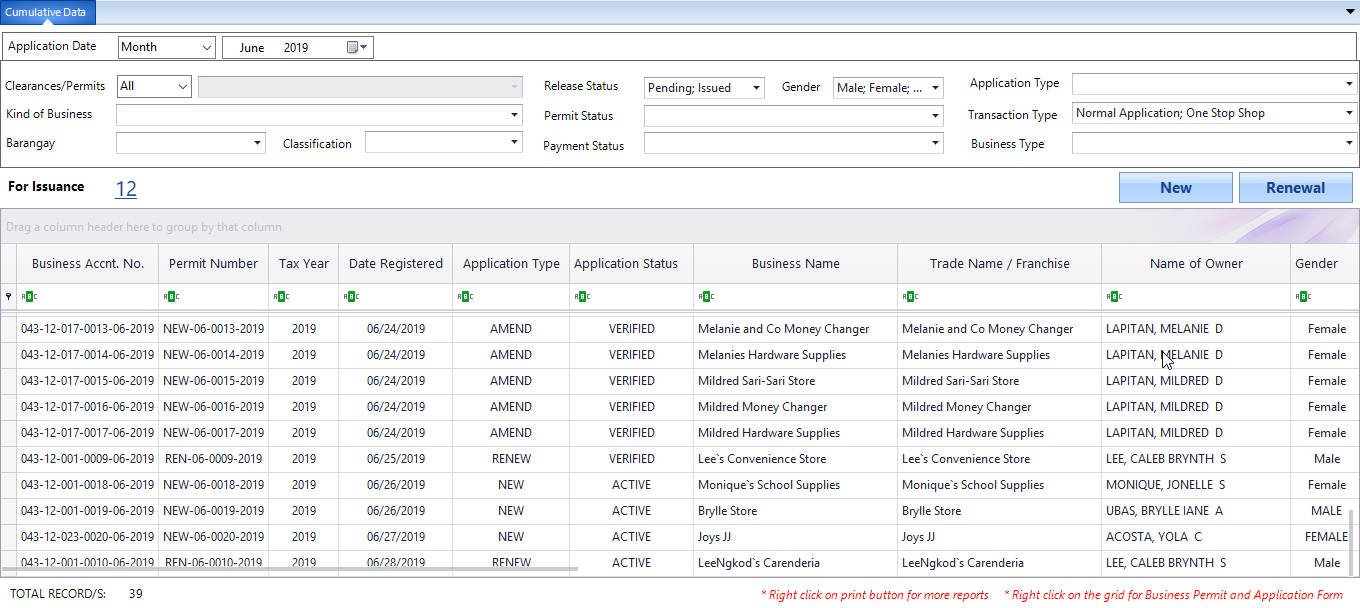 Cumulative Data
Application Date Month June 2019
Clearances/Permits All Release Status Pending; Issued Gender Male; Female; ... Application Type
Kind of Business Permit Status Transaction Type Normal Application; One Stop Shop
Barangay Classification Payment Status Business Type
For Issuance 12 New Renewal
Drag a column header here to group by that column
Business Accnt. No. Permit Number Tax Year Date Registered Application Type Application Status Business Name Trade Name / Franchise Name of Owner Gender
ABC ABC ABC ABC ABC ABC ABC ABC ABC ABC
043-12-017-0013-06-2019 NEW-06-0013-2019 2019 06/24/2019 AMEND VERIFIED Melanie and Co Money Changer Melanie and Co Money Changer LAPITAN, MELANIE D Female
043-12-017-0014-06-2019 NEW-06-0014-2019 2019 06/24/2019 AMEND VERIFIED Melanies Hardware Supplies Melanies Hardware Supplies LAPITAN, MELANIE D Female
043-12-017-0015-06-2019 NEW-06-0015-2019 2019 06/24/2019 AMEND VERIFIED Mildred Sari-Sari Store Mildred Sari-Sari Store LAPITAN, MILDRED D Female
043-12-017-0016-06-2019 NEW-06-0016-2019 2019 06/24/2019 AMEND VERIFIED Mildred Money Changer Mildred Money Changer LAPITAN, MILDRED D Female
043-12-017-0017-06-2019 NEW-06-0017-2019 2019 06/24/2019 AMEND VERIFIED Mildred Hardware Supplies Mildred Hardware Supplies LAPITAN, MILDRED D Female
043-12-001-0009-06-2019 REN-06-0009-2019 2019 06/25/2019 RENEW VERIFIED Lee`s Convenience Store Lee`s Convenience Store LEE, CALEB BRYNTH S Male
043-12-001-0018-06-2019 NEW-06-0018-2019 2019 06/26/2019 NEW ACTIVE Monique`s School Supplies Monique`s School Supplies MONIQUE, JONELLE S Female
043-12-001-0019-06-2019 NEW-06-0019-2019 2019 06/26/2019 NEW ACTIVE Brylle Store Brylle Store UBAS, BRYLLE IANE A MALE
043-12-023-0020-06-2019 NEW-06-0020-2019 2019 06/27/2019 NEW ACTIVE Joys JJ Joys JJ ACOSTA, YOLA C FEMALE
043-12-001-0010-06-2019 REN-06-0010-2019 2019 06/28/2019 RENEW ACTIVE LeeNgkod`s Carenderia LeeNgkod`s Carenderia LEE, CALEB BRYNTH S Male
TOTAL RECORD/S: 39 * Right click on print button for more reports * Right click on the grid for Business Permit and Application Form